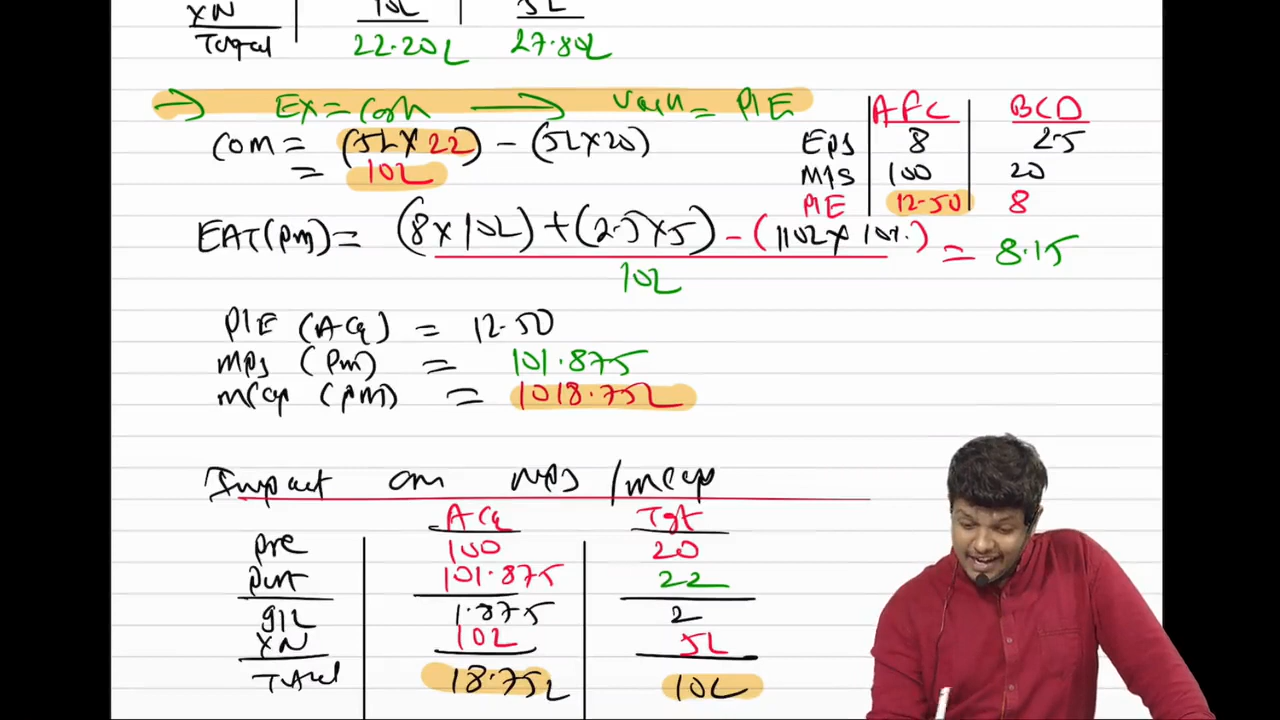 XN 10L 5L
Total 22.20L 27.80L
→ EX = Cash → Valn = P/E
COM = (5L × 22) - (5L × 20)
= 10L
AFC BCD
EPS 8 2.5
MPS 100 20
P/E 12.50 8
EAT (PM) = (8 × 10L) + (2.5 × 5) - (110L × 10%) = 8.15
10L
P/E (ACq) = 12.50
MPS (PM) = 101.875
MCap (PM) = 1018.75L
Impact on MPS / MCap
ACq Tgt
Pre 100 20
Post 101.875 22
G/L 1.875 2
XN 10L 5L
Total 18.75L 10L